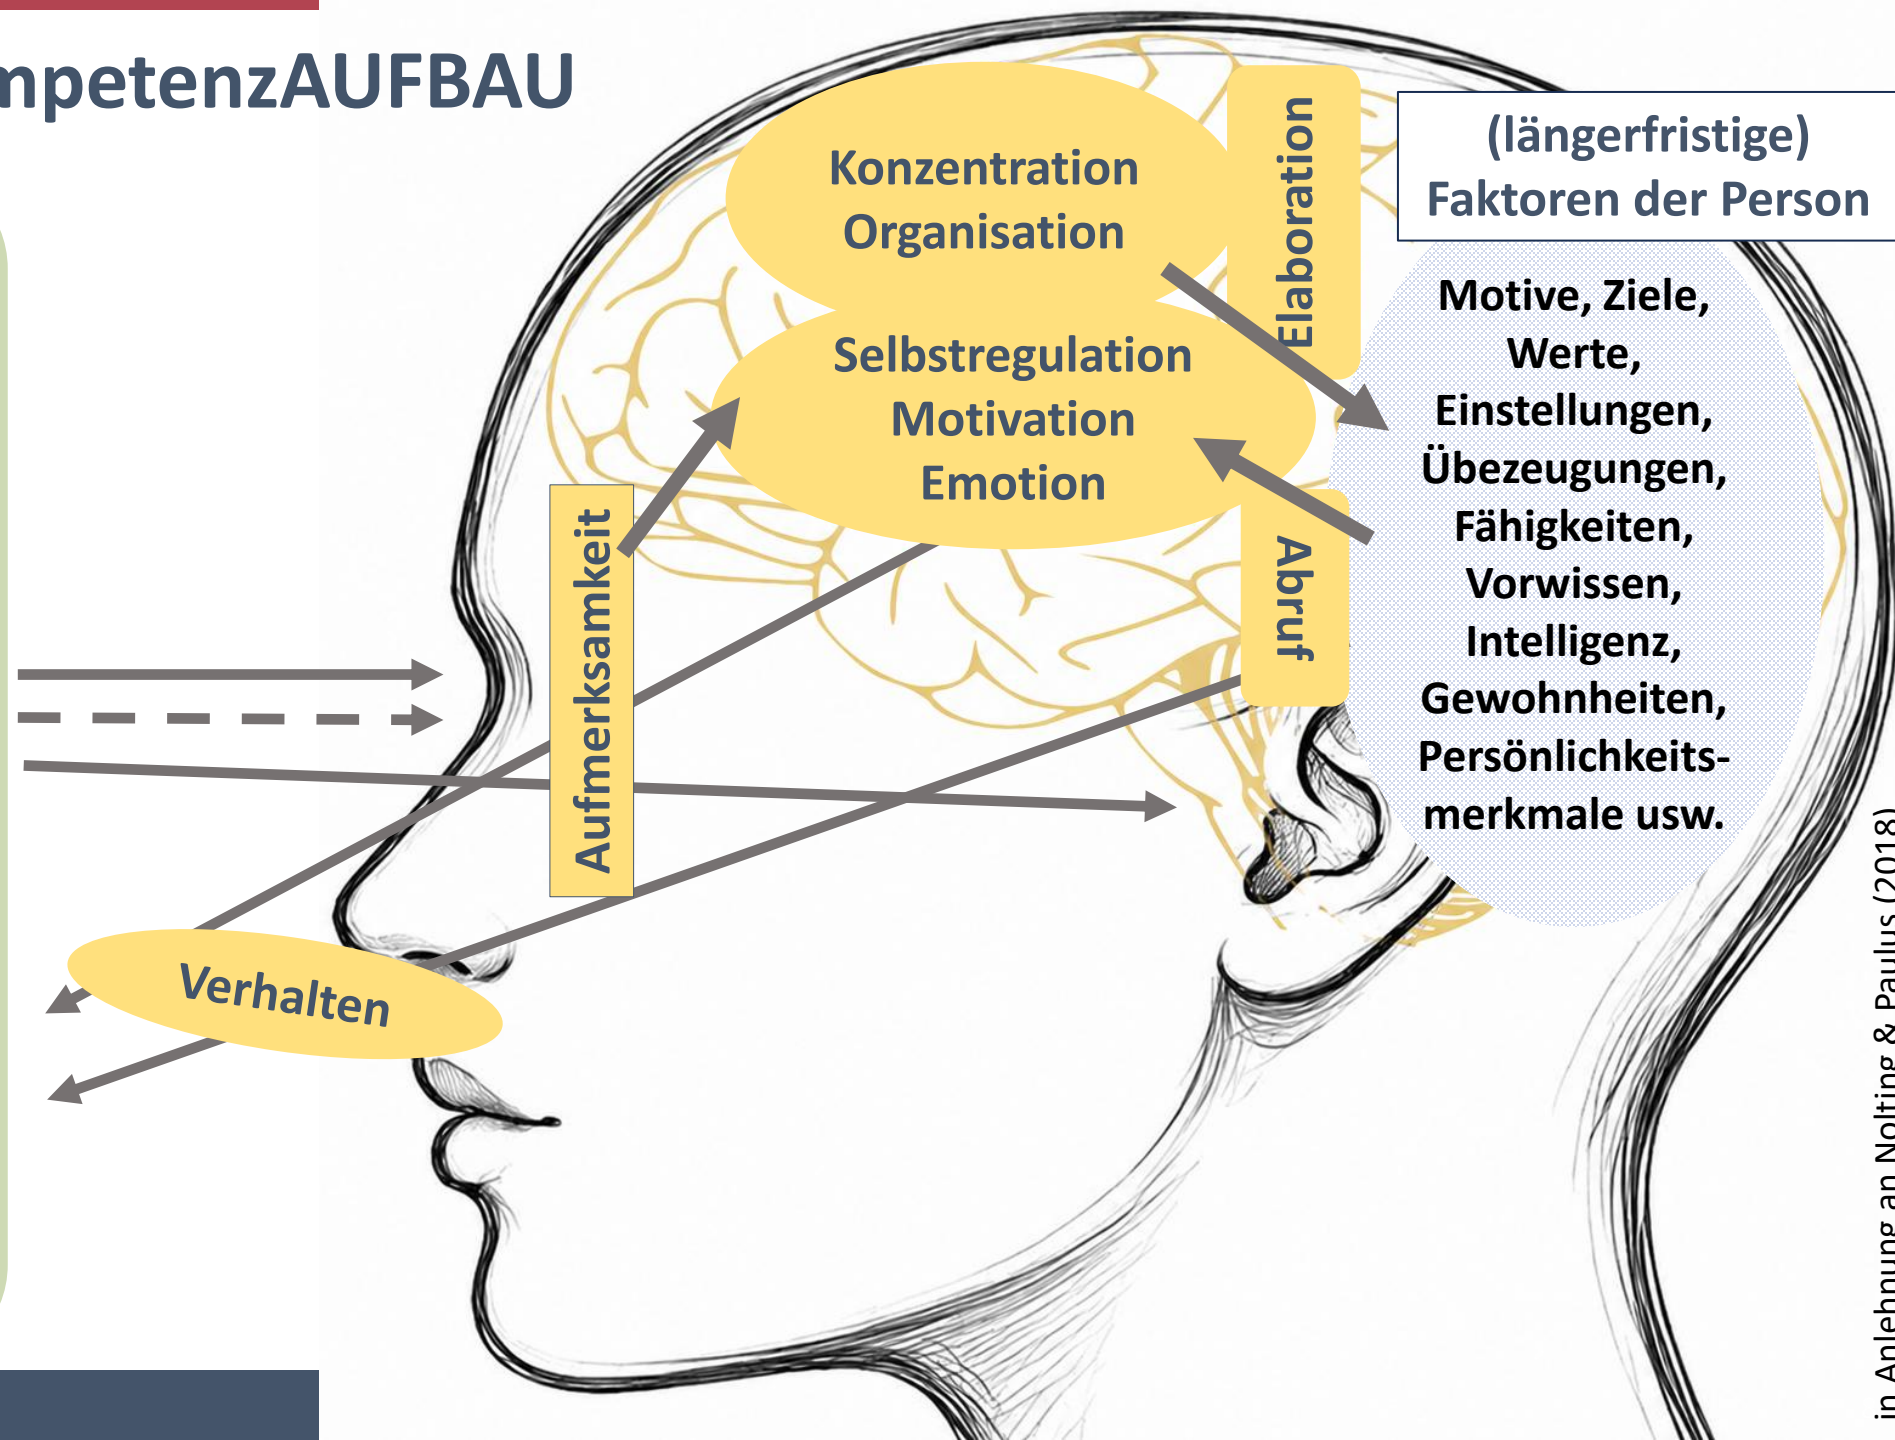 mpetenzAUFBAU
Konzentration
Organisation
Elaboration
(längerfristige)
Faktoren der Person
Selbstregulation
Motivation
Emotion
Motive, Ziele,
Werte,
Einstellungen,
Übezeugungen,
Fähigkeiten,
Vorwissen,
Intelligenz,
Gewohnheiten,
Persönlichkeits-
merkmale usw.
Aufmerksamkeit
Abruf
Verhalten
in Anlehnung an Nolting & Paulus (2018)